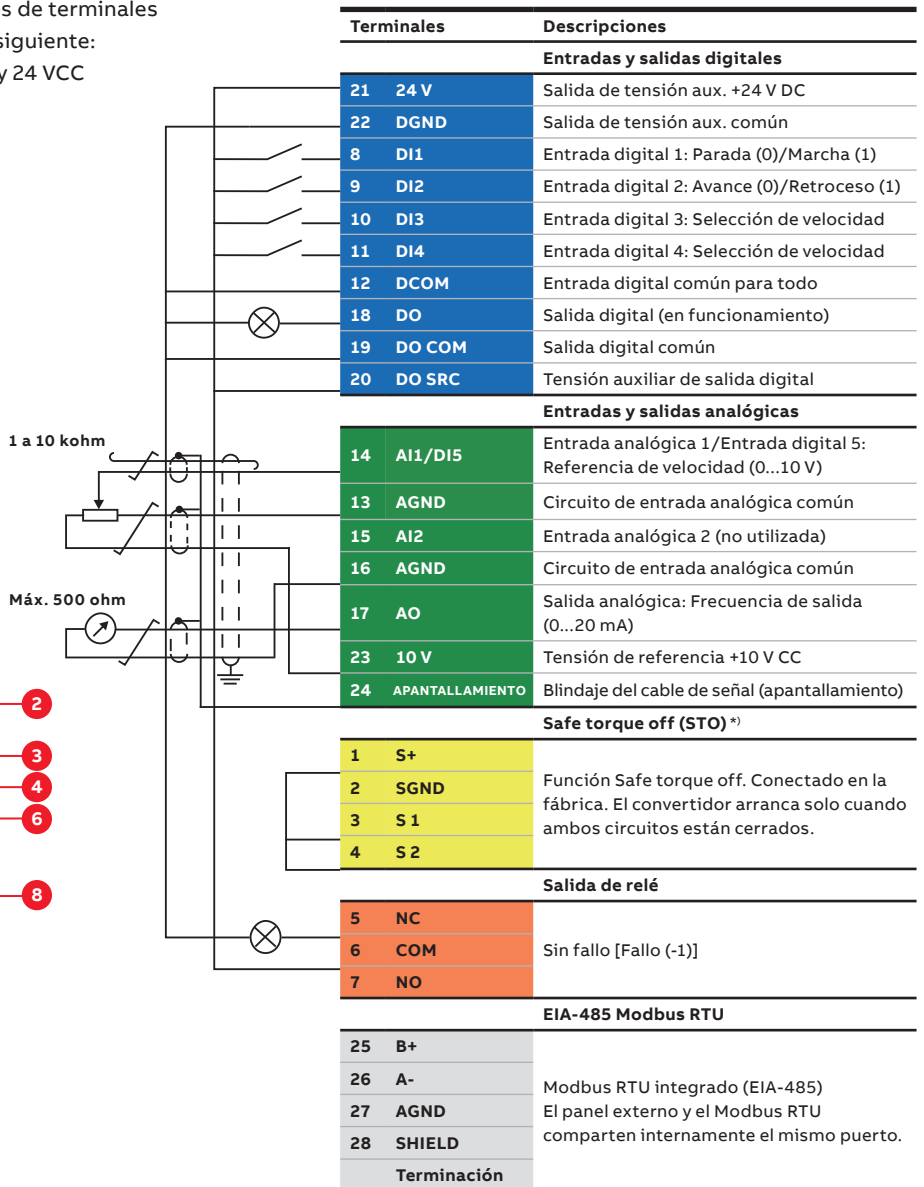 s de terminales
siguiente:
y 24 VCC
Terminales Descripciones
Entradas y salidas digitales
21 24 V Salida de tensión aux. +24 V DC
22 DGND Salida de tensión aux. común
8 DI1 Entrada digital 1: Parada (0)/Marcha (1)
9 DI2 Entrada digital 2: Avance (0)/Retroceso (1)
10 DI3 Entrada digital 3: Selección de velocidad
11 DI4 Entrada digital 4: Selección de velocidad
12 DCOM Entrada digital común para todo
18 DO Salida digital (en funcionamiento)
19 DO COM Salida digital común
20 DO SRC Tensión auxiliar de salida digital
Entradas y salidas analógicas
1 a 10 kohm
14 AI1/DI5 Entrada analógica 1/Entrada digital 5:
Referencia de velocidad (0...10 V)
13 AGND Circuito de entrada analógica común
15 AI2 Entrada analógica 2 (no utilizada)
16 AGND Circuito de entrada analógica común
Máx. 500 ohm
17 AO Salida analógica: Frecuencia de salida
(0...20 mA)
23 10 V Tensión de referencia +10 V CC
24 APANTALLAMIENTO Blindaje del cable de señal (apantallamiento)
2
Safe torque off (STO) *)
3
4
6
8
1 S+
2 SGND
3 S 1
4 S 2
Función Safe torque off. Conectado en la
fábrica. El convertidor arranca solo cuando
ambos circuitos están cerrados.
Salida de relé
5 NC
6 COM Sin fallo [Fallo (-1)]
7 NO
EIA-485 Modbus RTU
25 B+
26 A-
27 AGND
28 SHIELD
Terminación
Modbus RTU integrado (EIA-485)
El panel externo y el Modbus RTU
comparten internamente el mismo puerto.